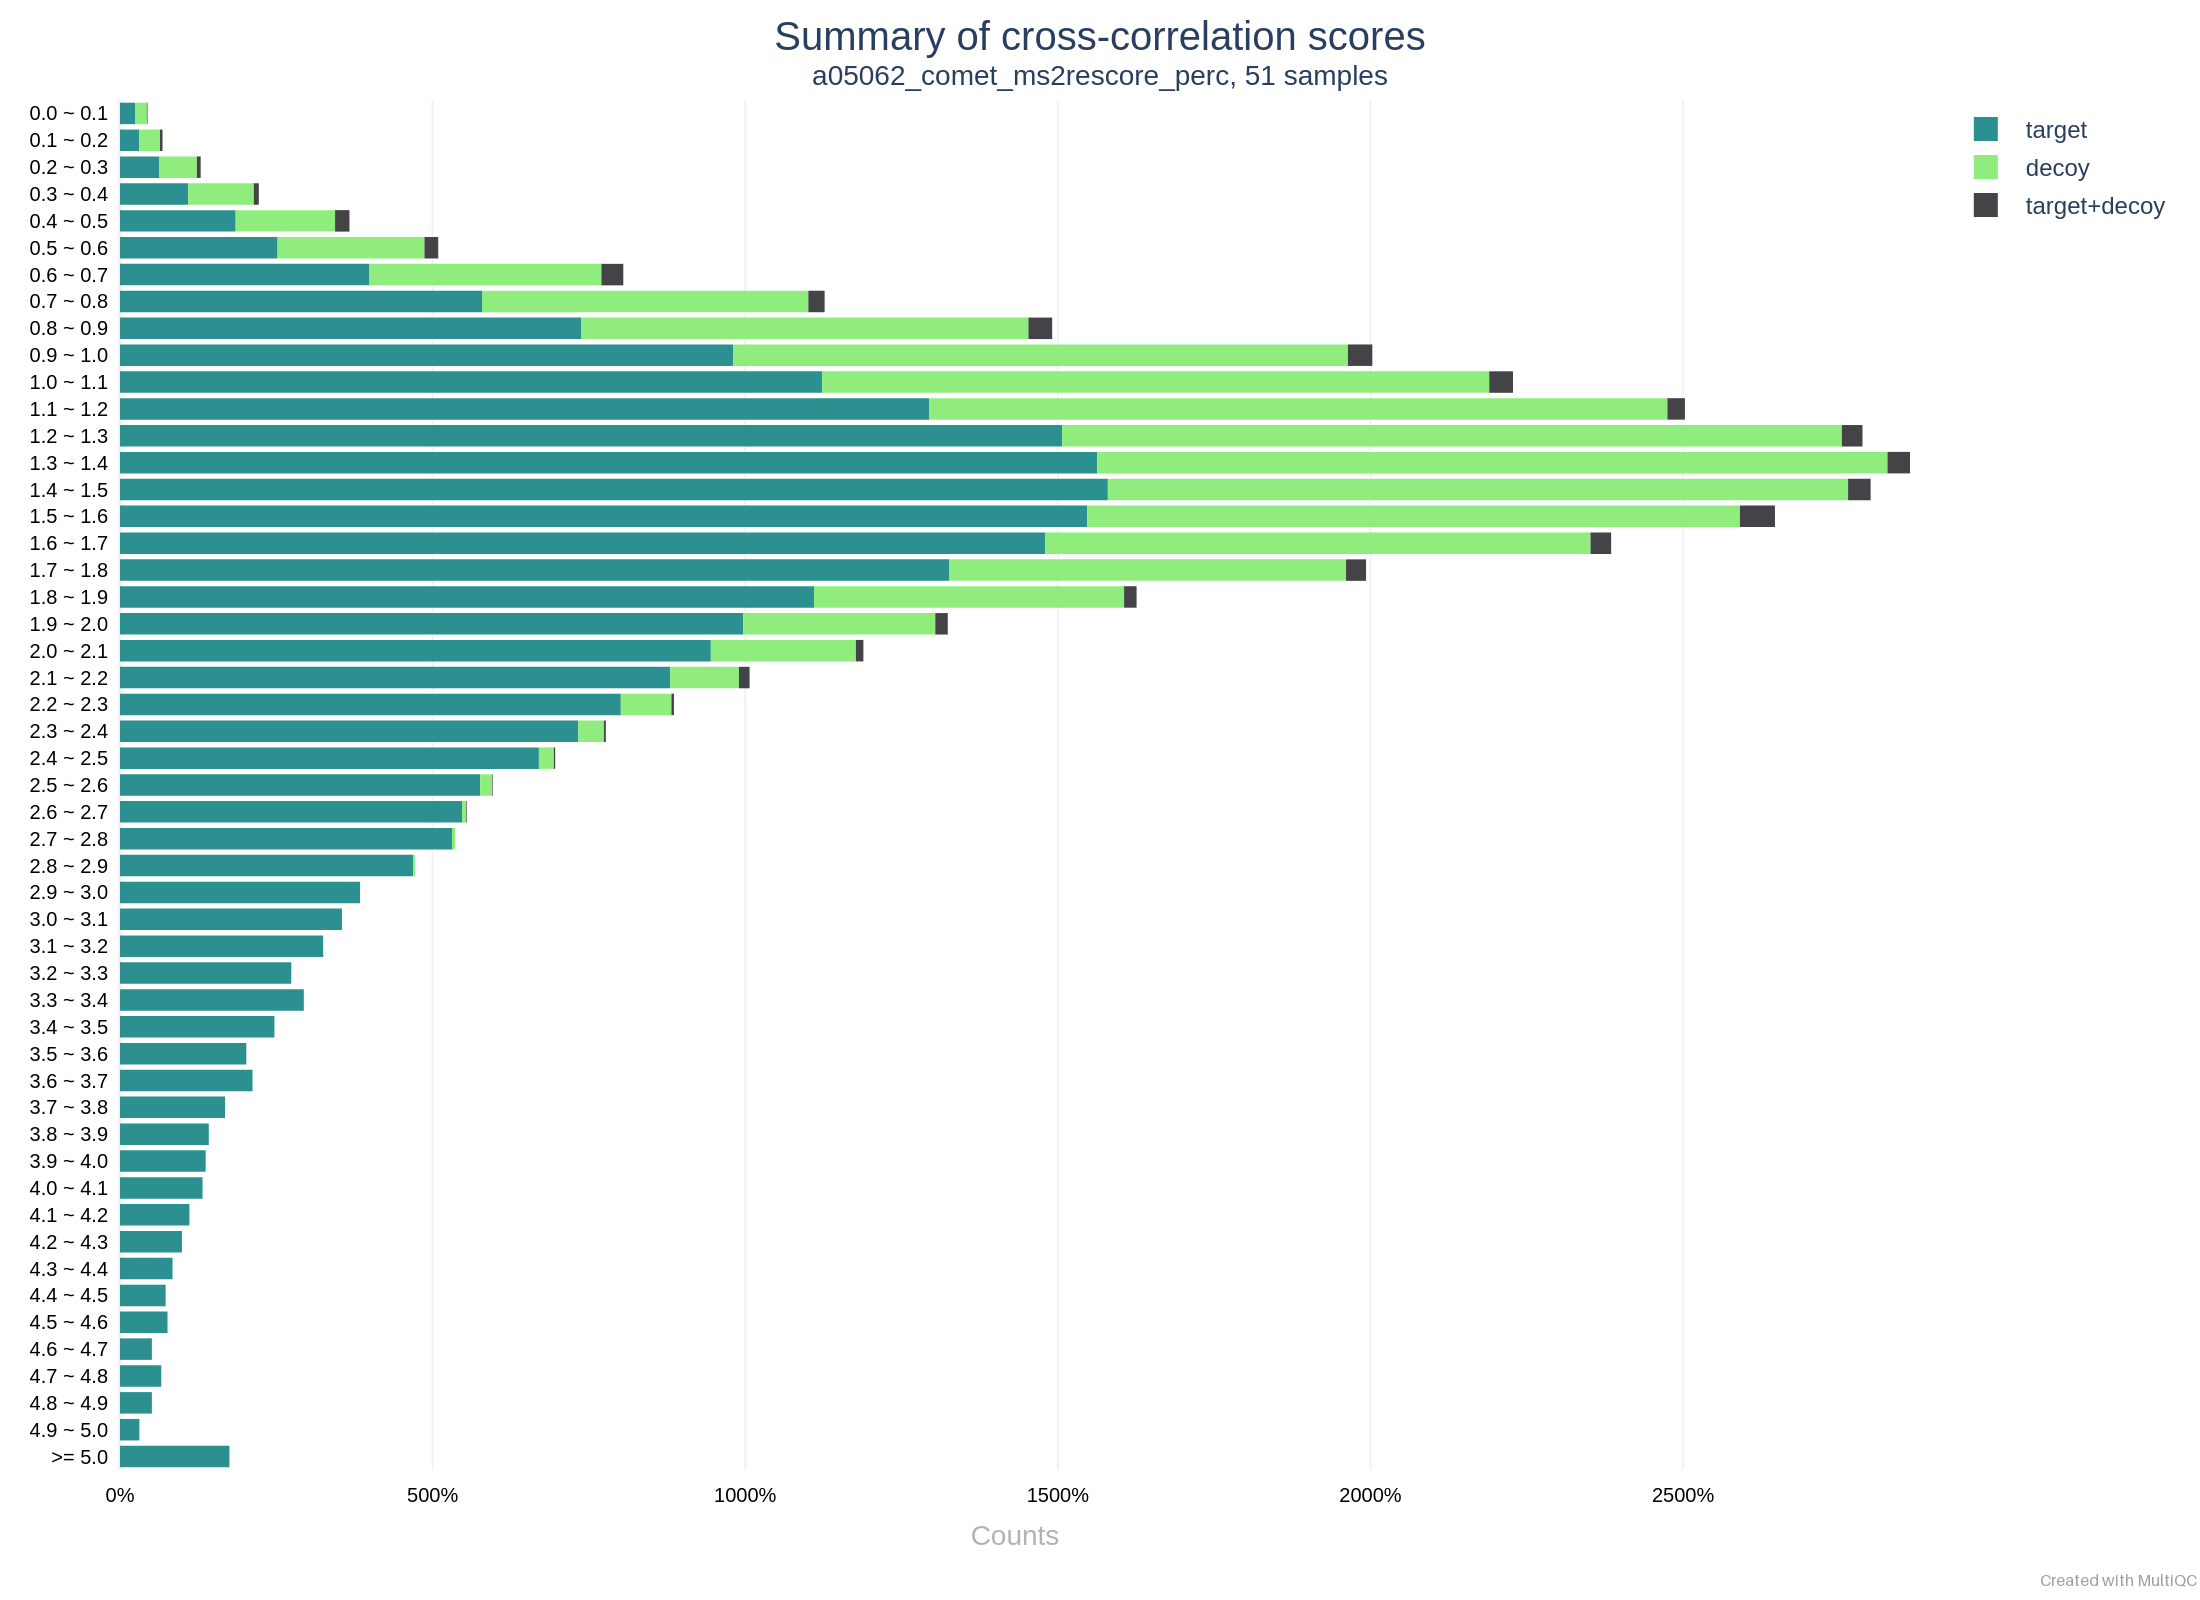 Summary of cross-correlation scores
a05062_comet_ms2rescore_perc, 51 samples
target
decoy
target+decoy
0.0 ~ 0.1
0.1 ~ 0.2
0.2 ~ 0.3
0.3 ~ 0.4
0.4 ~ 0.5
0.5 ~ 0.6
0.6 ~ 0.7
0.7 ~ 0.8
0.8 ~ 0.9
0.9 ~ 1.0
1.0 ~ 1.1
1.1 ~ 1.2
1.2 ~ 1.3
1.3 ~ 1.4
1.4 ~ 1.5
1.5 ~ 1.6
1.6 ~ 1.7
1.7 ~ 1.8
1.8 ~ 1.9
1.9 ~ 2.0
2.0 ~ 2.1
2.1 ~ 2.2
2.2 ~ 2.3
2.3 ~ 2.4
2.4 ~ 2.5
2.5 ~ 2.6
2.6 ~ 2.7
2.7 ~ 2.8
2.8 ~ 2.9
2.9 ~ 3.0
3.0 ~ 3.1
3.1 ~ 3.2
3.2 ~ 3.3
3.3 ~ 3.4
3.4 ~ 3.5
3.5 ~ 3.6
3.6 ~ 3.7
3.7 ~ 3.8
3.8 ~ 3.9
3.9 ~ 4.0
4.0 ~ 4.1
4.1 ~ 4.2
4.2 ~ 4.3
4.3 ~ 4.4
4.4 ~ 4.5
4.5 ~ 4.6
4.6 ~ 4.7
4.7 ~ 4.8
4.8 ~ 4.9
4.9 ~ 5.0
>= 5.0
0% 500% 1000% 1500% 2000% 2500%
Counts
Created with MultiQC